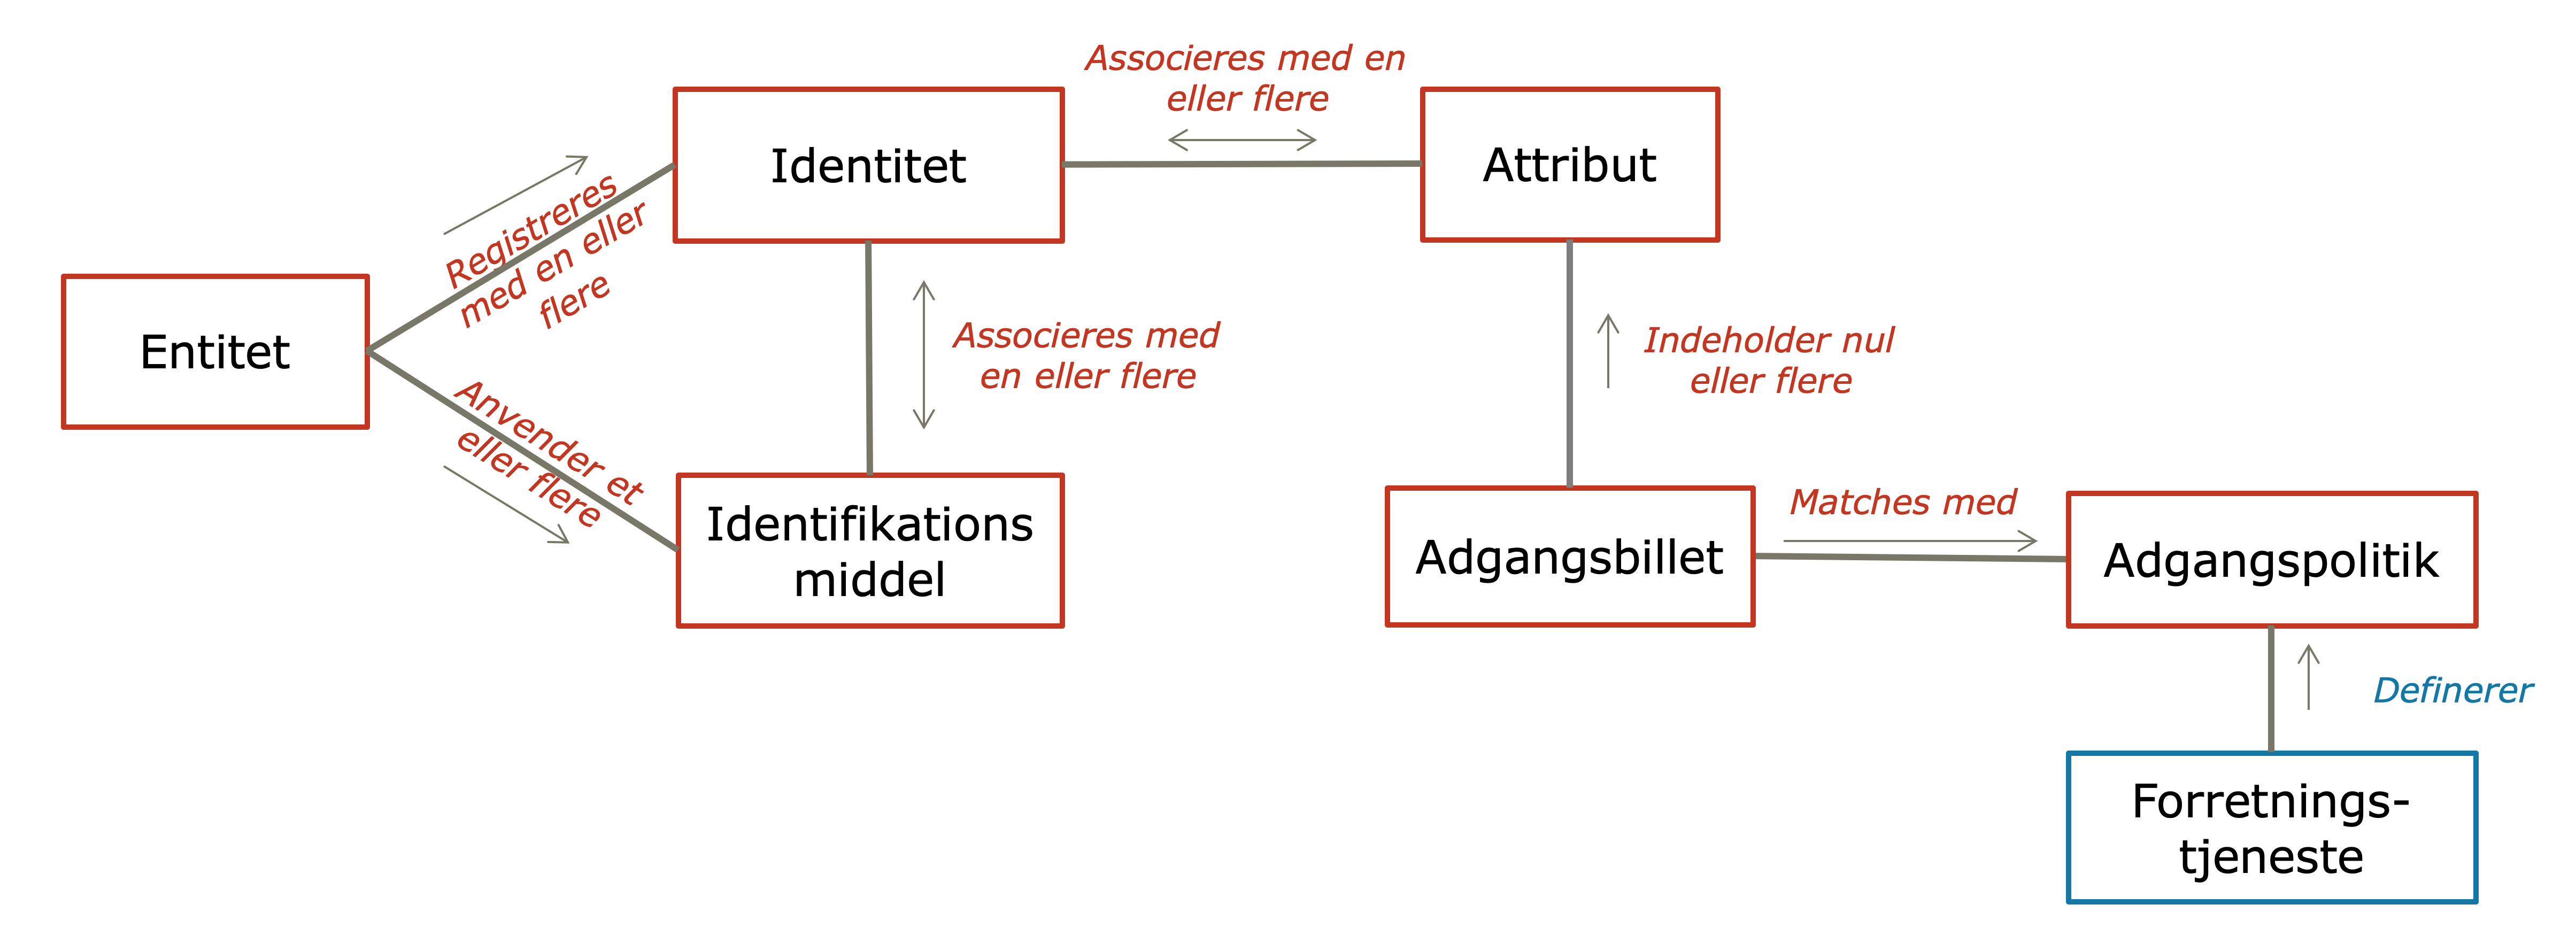 Associeres med en
eller flere
Identitet
Attribut
Registreres
med en eller
flere
Entitet
Associeres med
en eller flere
Indeholder nul
eller flere
Anvender et
eller flere
Identifikations
middel
Adgangsbillet
Matches med
Adgangspolitik
Definerer
Forretnings-
tjeneste